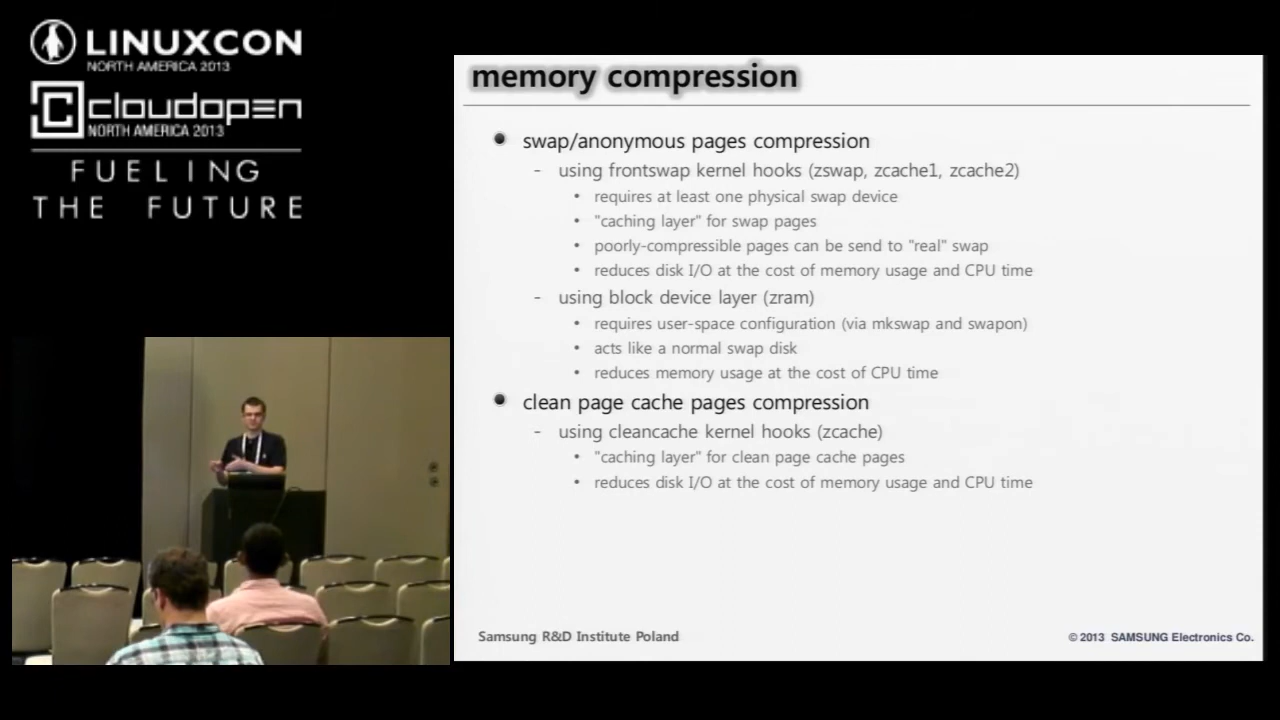 LINUXCON
NORTH AMERICA 2013
cloudopen
NORTH AMERICA 2013
FUELING
THE FUTURE
memory compression
swap/anonymous pages compression
- using frontswap kernel hooks (zswap, zcache1, zcache2)
• requires at least one physical swap device
• "caching layer" for swap pages
• poorly-compressible pages can be send to "real" swap
• reduces disk I/O at the cost of memory usage and CPU time
- using block device layer (zram)
• requires user-space configuration (via mkswap and swapon)
• acts like a normal swap disk
• reduces memory usage at the cost of CPU time
clean page cache pages compression
- using cleancache kernel hooks (zcache)
• "caching layer" for clean page cache pages
• reduces disk I/O at the cost of memory usage and CPU time
Samsung R&D Institute Poland
© 2013 SAMSUNG Electronics Co.